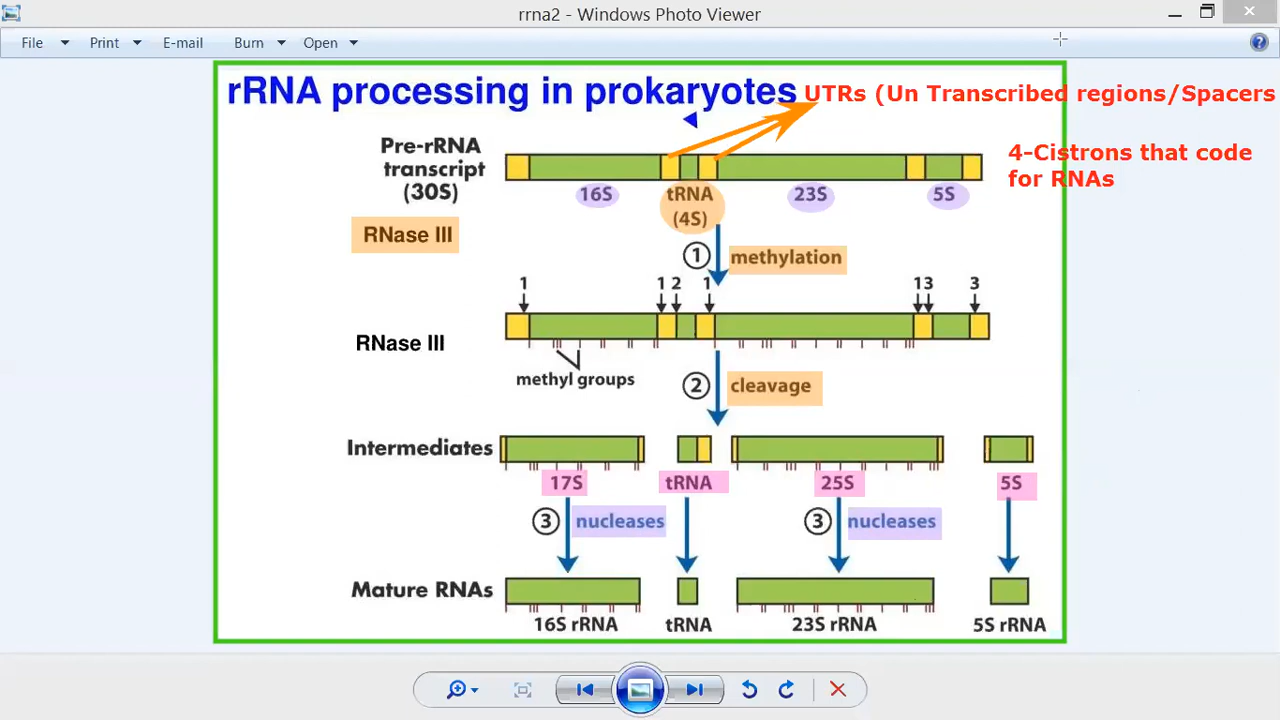 rrna2 - Windows Photo Viewer
File Print E-mail Burn Open
rRNA processing in prokaryotes
UTRs (Un Transcribed regions/Spacers
4-Cistrons that code
for RNAs
Pre-rRNA
transcript
(30S)
16S tRNA 23S 5S
(4S)
RNase III
1 methylation
1 1 2 1 1 3 3
RNase III
methyl groups
2 cleavage
Intermediates
17S tRNA 25S 5S
3 nucleases 3 nucleases
Mature RNAs
16S rRNA tRNA 23S rRNA 5S rRNA